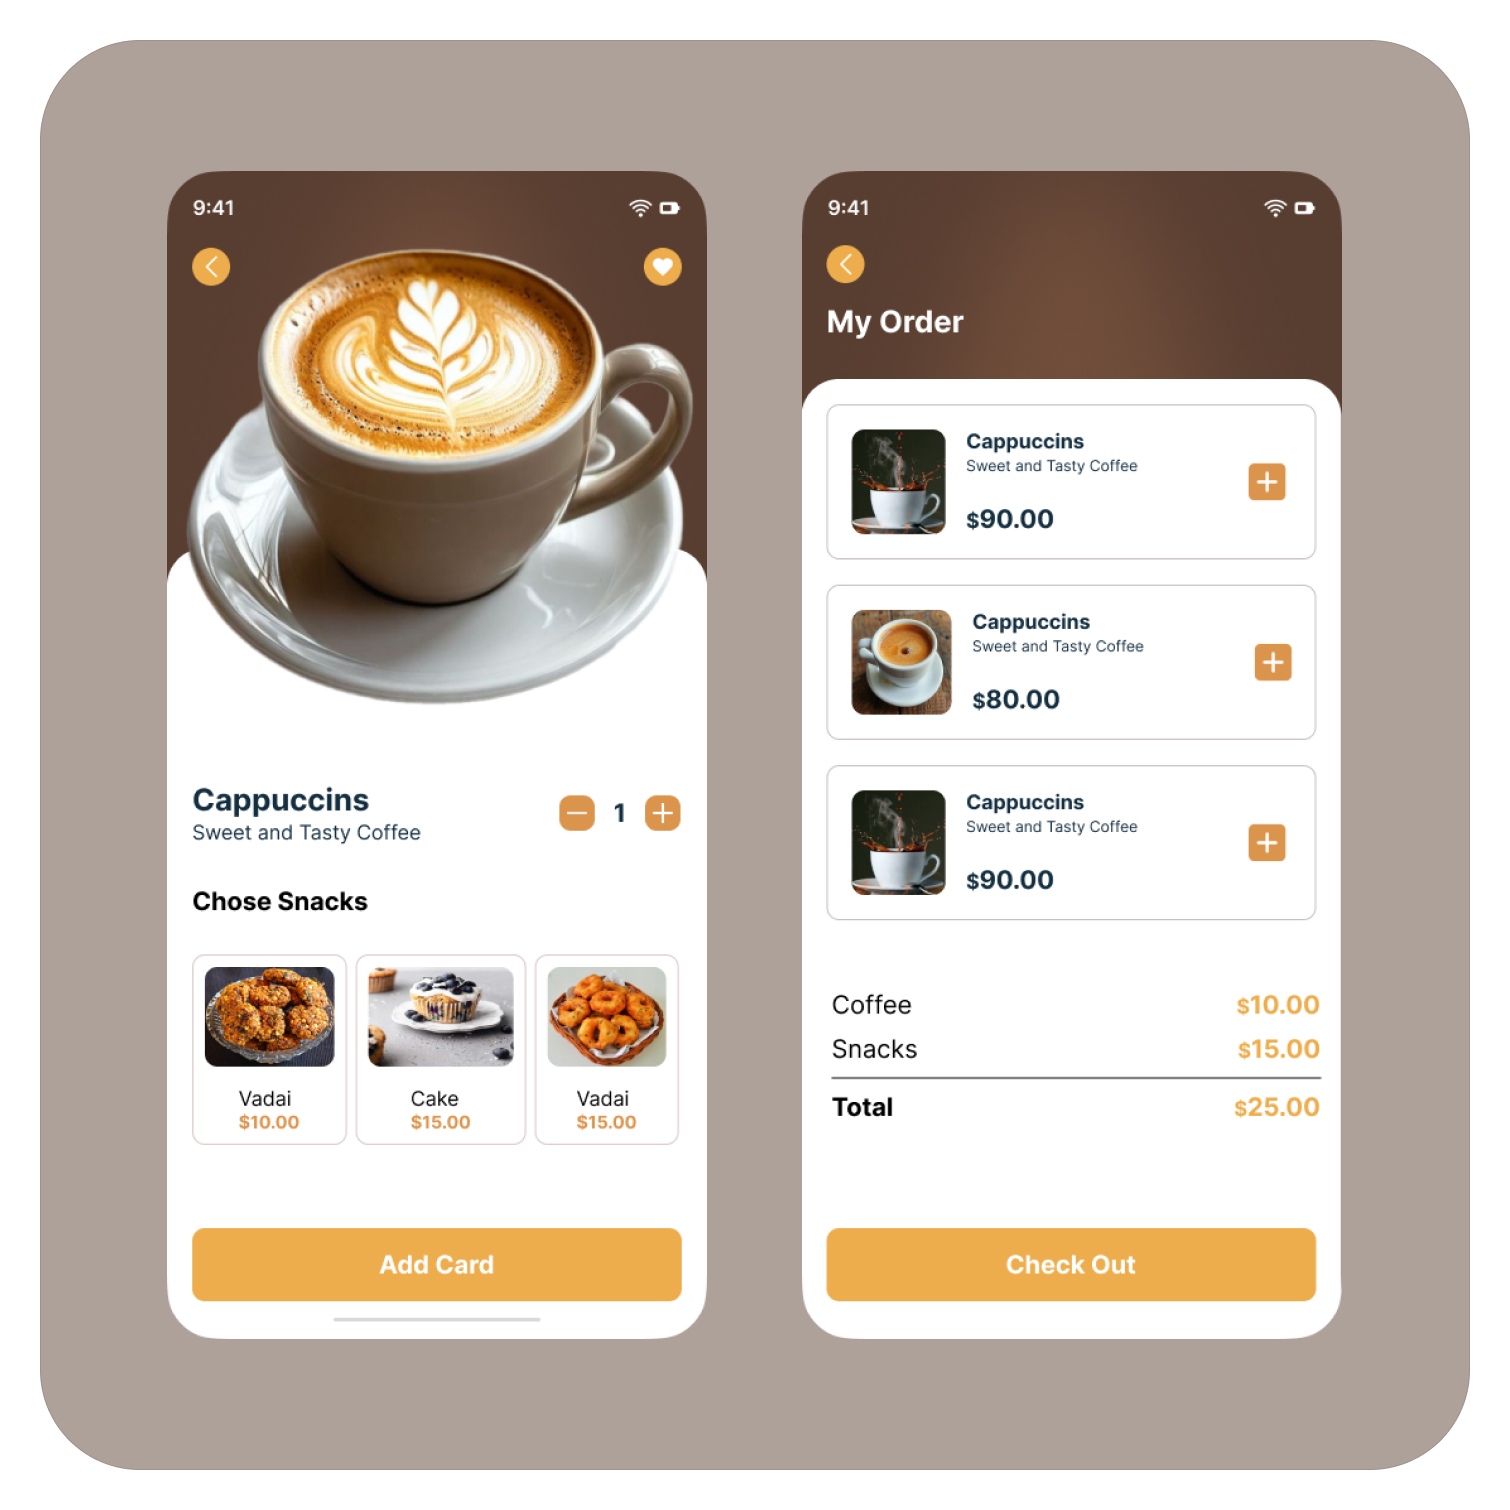 9:41
Cappuccins
Sweet and Tasty Coffee
1
Chose Snacks
Vadai
$10.00
Cake
$15.00
Vadai
$15.00
Add Card
9:41
My Order
Cappuccins
Sweet and Tasty Coffee
$90.00
Cappuccins
Sweet and Tasty Coffee
$80.00
Cappuccins
Sweet and Tasty Coffee
$90.00
Coffee $10.00
Snacks $15.00
Total $25.00
Check Out